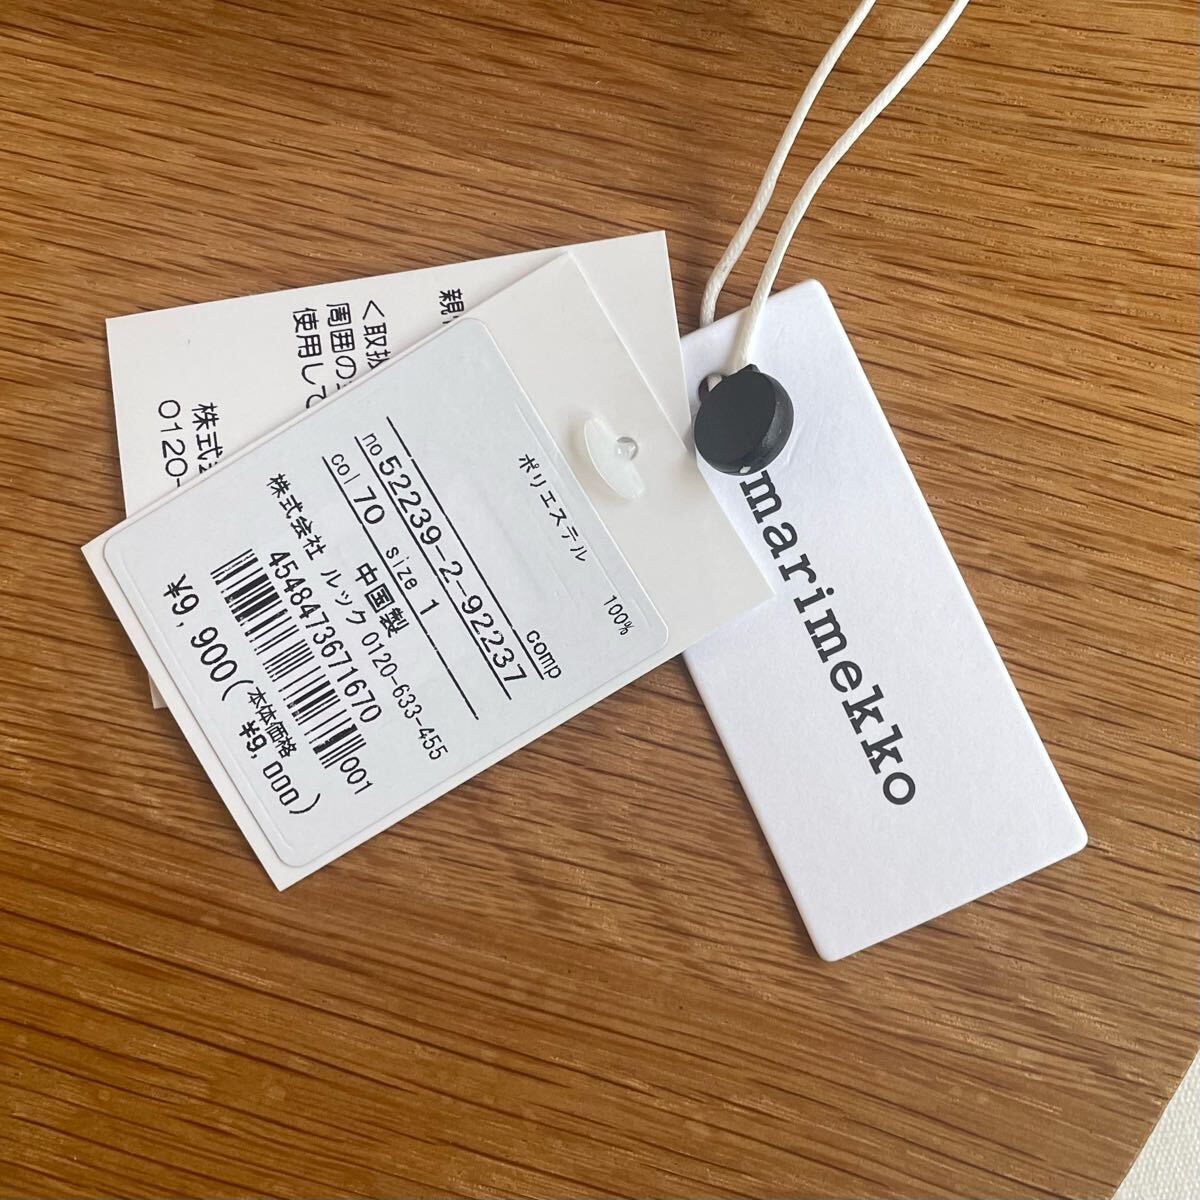 親
<取扱
周囲の
使用して
株式
0120-
ポリエステル 100%
comp
no 52239-2-92237
col 70 size 1
中国製
株式会社 ルック 0120-633-455
4548473671670
001
¥9,900(本体価格 ¥9,000)
marimekko